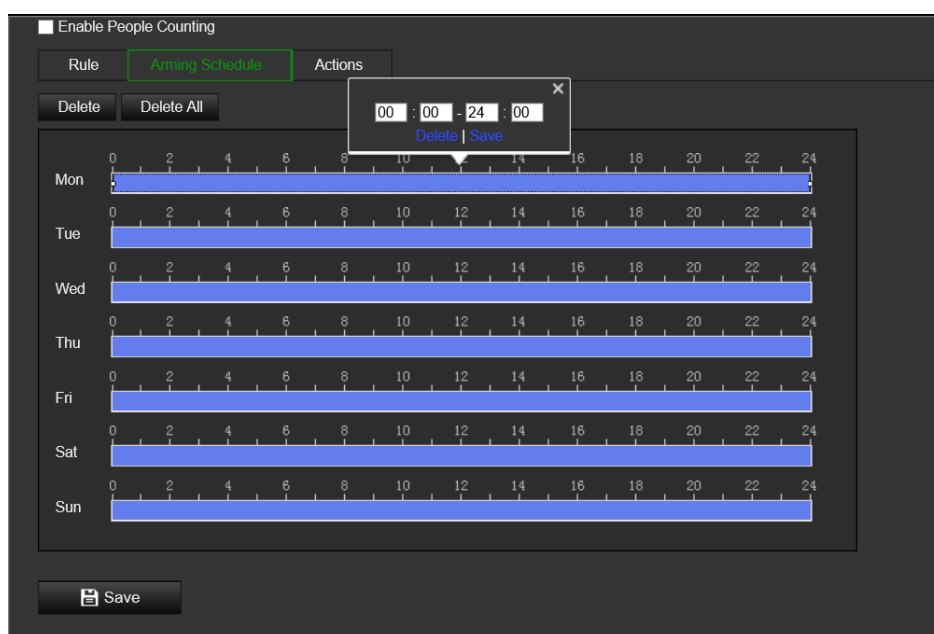 Enable People Counting
Rule Arming Schedule Actions
Delete Delete All
×
00 : 00 - 24 : 00
Delete | Save
0 2 4 6 8 10 12 14 16 18 20 22 24
Mon
0 2 4 6 8 10 12 14 16 18 20 22 24
Tue
0 2 4 6 8 10 12 14 16 18 20 22 24
Wed
0 2 4 6 8 10 12 14 16 18 20 22 24
Thu
0 2 4 6 8 10 12 14 16 18 20 22 24
Fri
0 2 4 6 8 10 12 14 16 18 20 22 24
Sat
0 2 4 6 8 10 12 14 16 18 20 22 24
Sun
Save